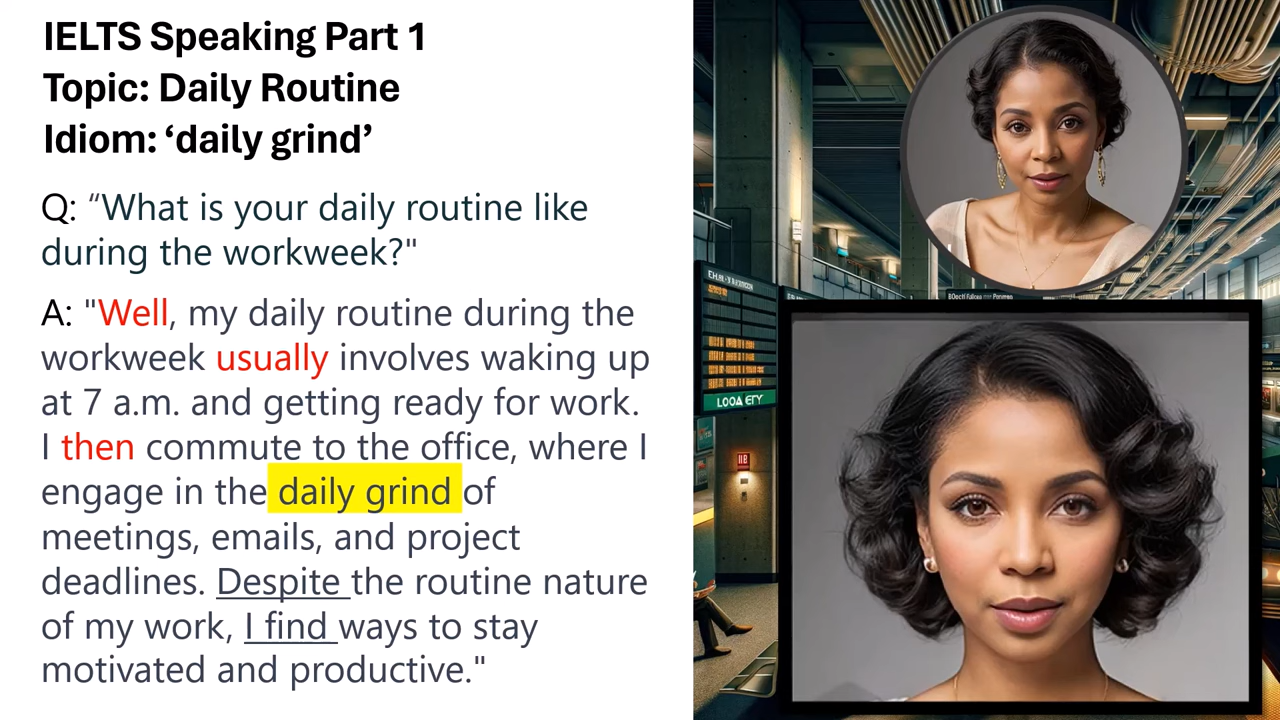 IELTS Speaking Part 1
Topic: Daily Routine
Idiom: ‘daily grind’
Q: “What is your daily routine like
during the workweek?"
A: "Well, my daily routine during the
workweek usually involves waking up
at 7 a.m. and getting ready for work.
I then commute to the office, where I
engage in the daily grind of
meetings, emails, and project
deadlines. Despite the routine nature
of my work, I find ways to stay
motivated and productive."
LOOA ETY